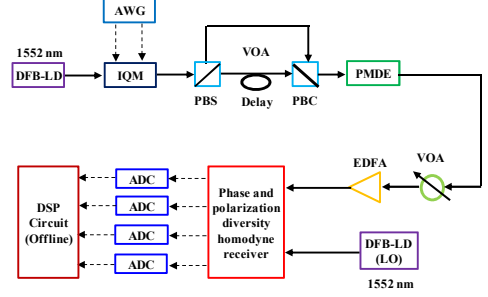 AWG
1552 nm
DFB-LD
IQM
PBS
VOA
Delay
PBC
PMDE
EDFA
VOA
DSP
Circuit
(Offline)
ADC
ADC
ADC
ADC
Phase and
polarization
diversity
homodyne
receiver
DFB-LD
(LO)
1552 nm